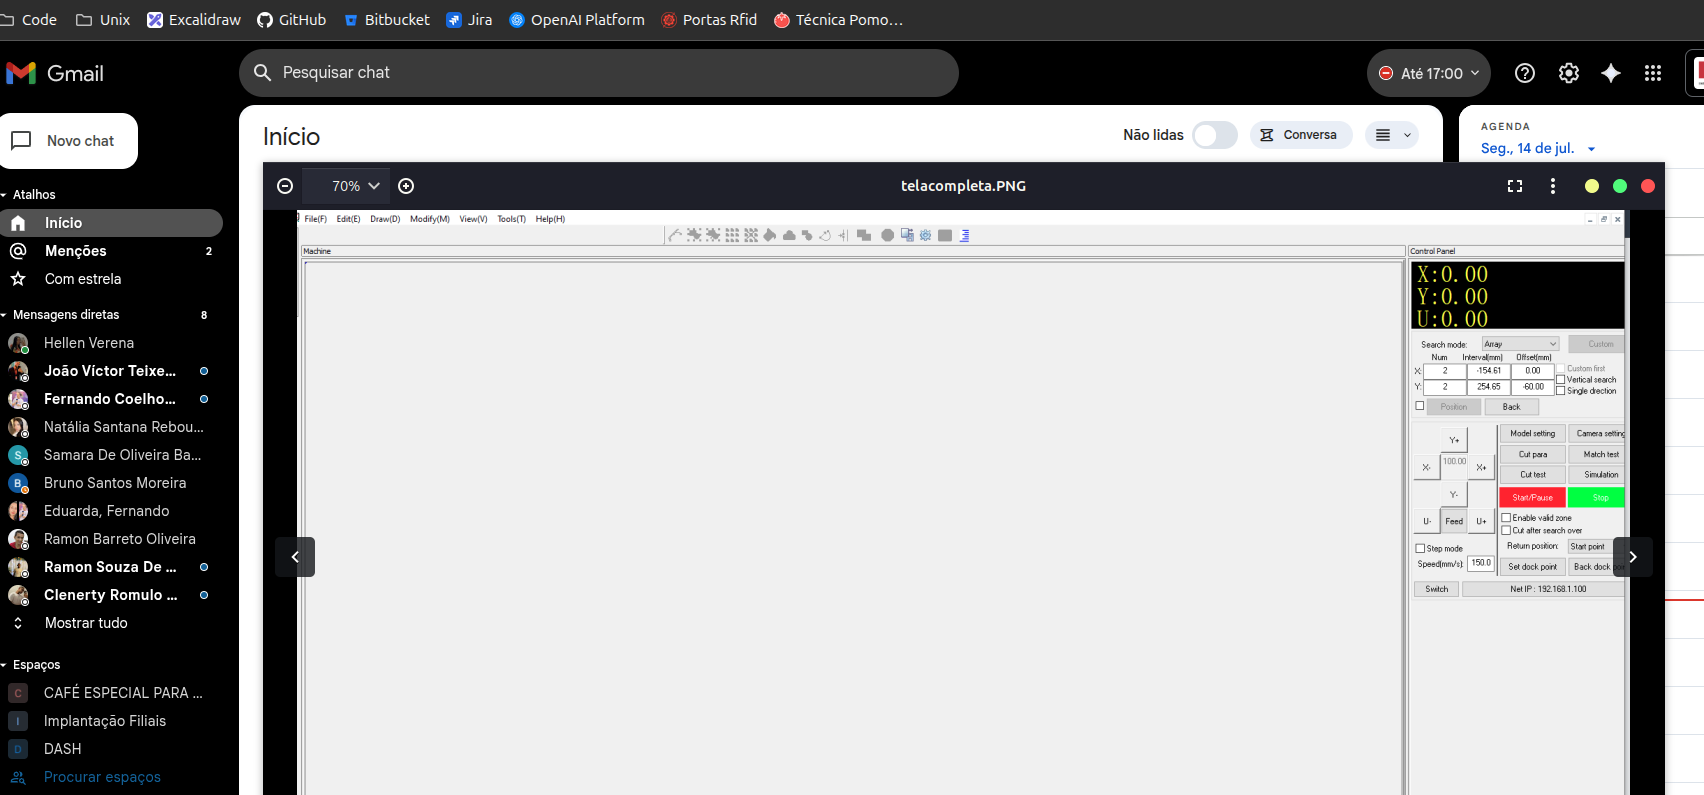 Code Unix Excalidraw GitHub Bitbucket Jira OpenAI Platform Portas Rfid Técnica Pomo…
Gmail
Pesquisar chat
Até 17:00
Novo chat
Atalhos
Início
Menções 2
Com estrela
Mensagens diretas 8
Hellen Verena
João Víctor Teixe...
Fernando Coelho...
Natália Santana Rebou...
S
Samara De Oliveira Ba...
B
Bruno Santos Moreira
Eduarda, Fernando
Ramon Barreto Oliveira
Ramon Souza De ...
Clenerty Romulo ...
Mostrar tudo
Espaços
C CAFÉ ESPECIAL PARA ...
I Implantação Filiais
D DASH
Procurar espaços
Início
Não lidas
Conversa
AGENDA
Seg., 14 de jul.
70%
telacompleta.PNG
File(F) Edit(E) Draw(D) Modify(M) View(V) Tools(T) Help(H)
Machine
Control Panel
X:0.00
Y:0.00
U:0.00
Search mode: Array Custom
Num Interval(mm) Offset(mm)
X: 2 -154.61 0.00 Custom first
Vertical search
Y: 2 254.65 -60.00 Single direction
Position Back
Y+
X- 100.00 X+
Y-
U- Feed U+
Step mode
Speed(mm/s): 150.0
Model setting Camera setting
Cut para Match test
Cut test Simulation
Start/Pause Stop
Enable valid zone
Cut after search over
Return position: Start point
Set dock point Back dock po
Switch Net IP : 192.168.1.100